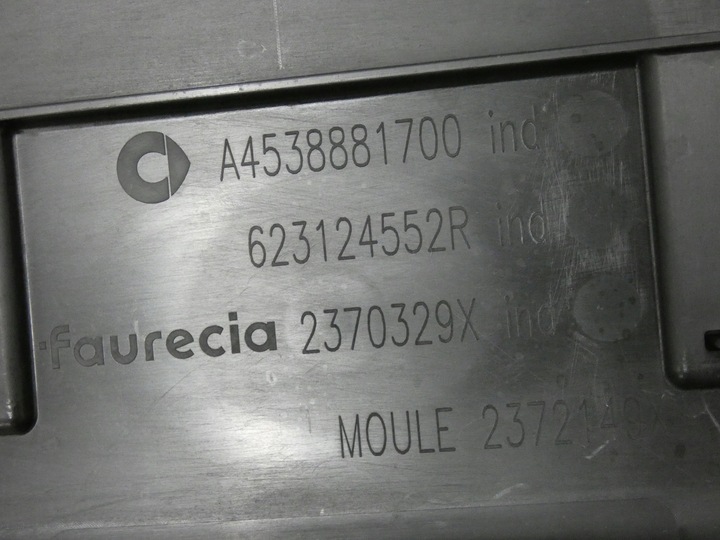 A4538881700 ind
623124552R ind
faurecia 2370329X ind
MOULE